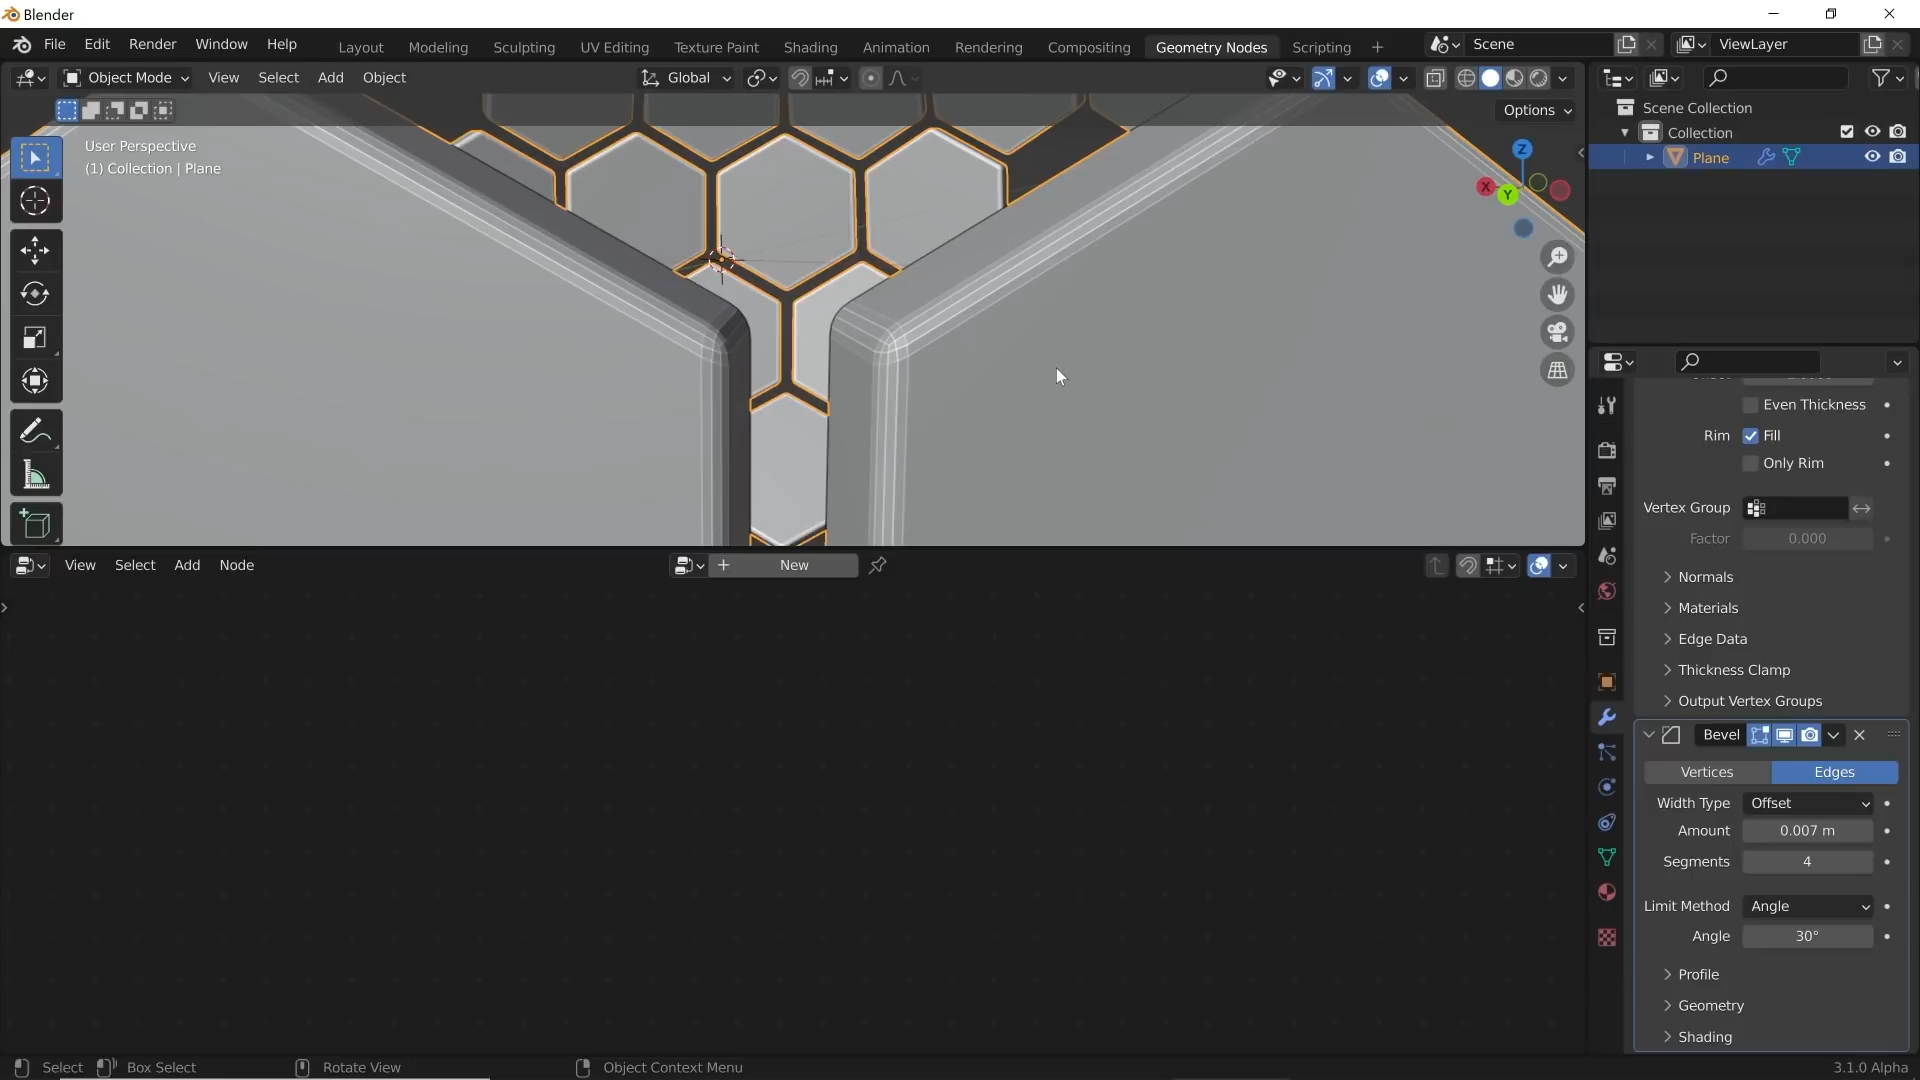 Blender
File Edit Render Window Help Layout Modeling Sculpting UV Editing Texture Paint Shading Animation Rendering Compositing Geometry Nodes Scripting + Scene ViewLayer
Object Mode View Select Add Object Global
Options
User Perspective
(1) Collection | Plane
Z
X
Y
Scene Collection
Collection
Plane
Even Thickness
Rim Fill
Only Rim
Vertex Group
Factor 0.000
Normals
Materials
Edge Data
Thickness Clamp
Output Vertex Groups
Bevel
Vertices Edges
Width Type Offset
Amount 0.007 m
Segments 4
Limit Method Angle
Angle 30°
Profile
Geometry
Shading
View Select Add Node + New
Select Box Select Rotate View Object Context Menu 3.1.0 Alpha